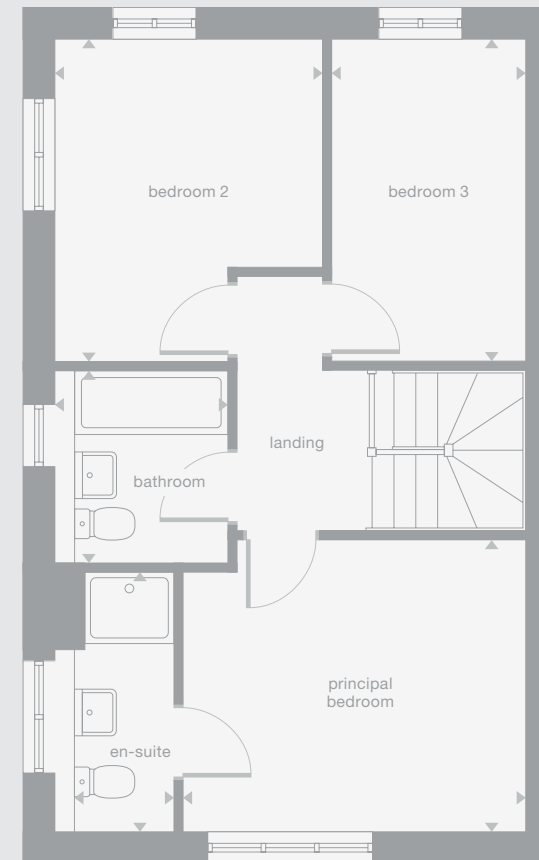 bedroom 2
bedroom 3
landing
bathroom
principal
bedroom
en-suite